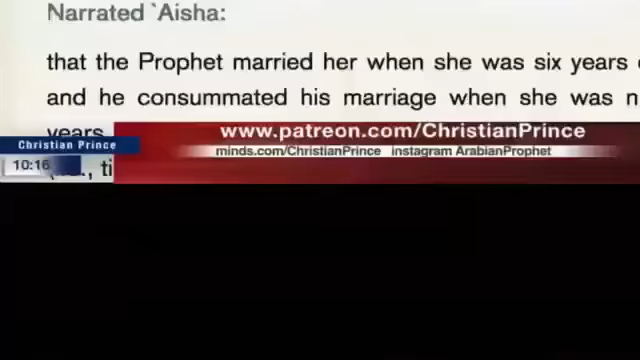 Narrated `Aisha:
that the Prophet married her when she was six years
and he consummated his marriage when she was
years
www.patreon.com/ChristianPrince
Christian Prince
minds.com/ChristianPrince instagram ArabianProphet
10:16